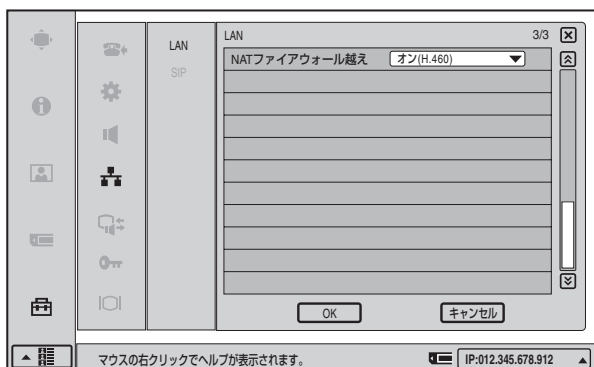 LAN
SIP
LAN 3/3
NATファイアウォール越え オン(H.460)
OK キャンセル
マウスの右クリックでヘルプが表示されます。 IP:012.345.678.912